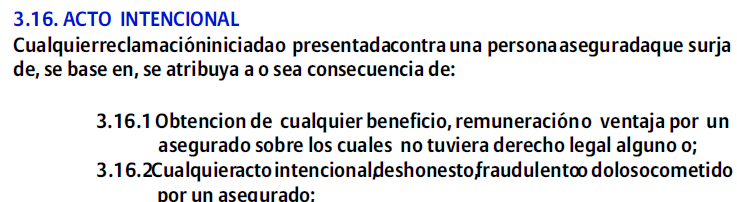 3.16. ACTO INTENCIONAL
Cualquierreclamacióniniciadao presentadacontra una personaaseguradaque surja
de, se base en, se atribuya a o sea consecuencia de:
3.16.1 Obtencion de cualquier beneficio, remuneracióno ventaja por un
asegurado sobre los cuales no tuviera derecho legal alguno o;
3.16.2Cualquieractointencional,deshonesto,fraudulentoo dolosocometido
por un asegurado;